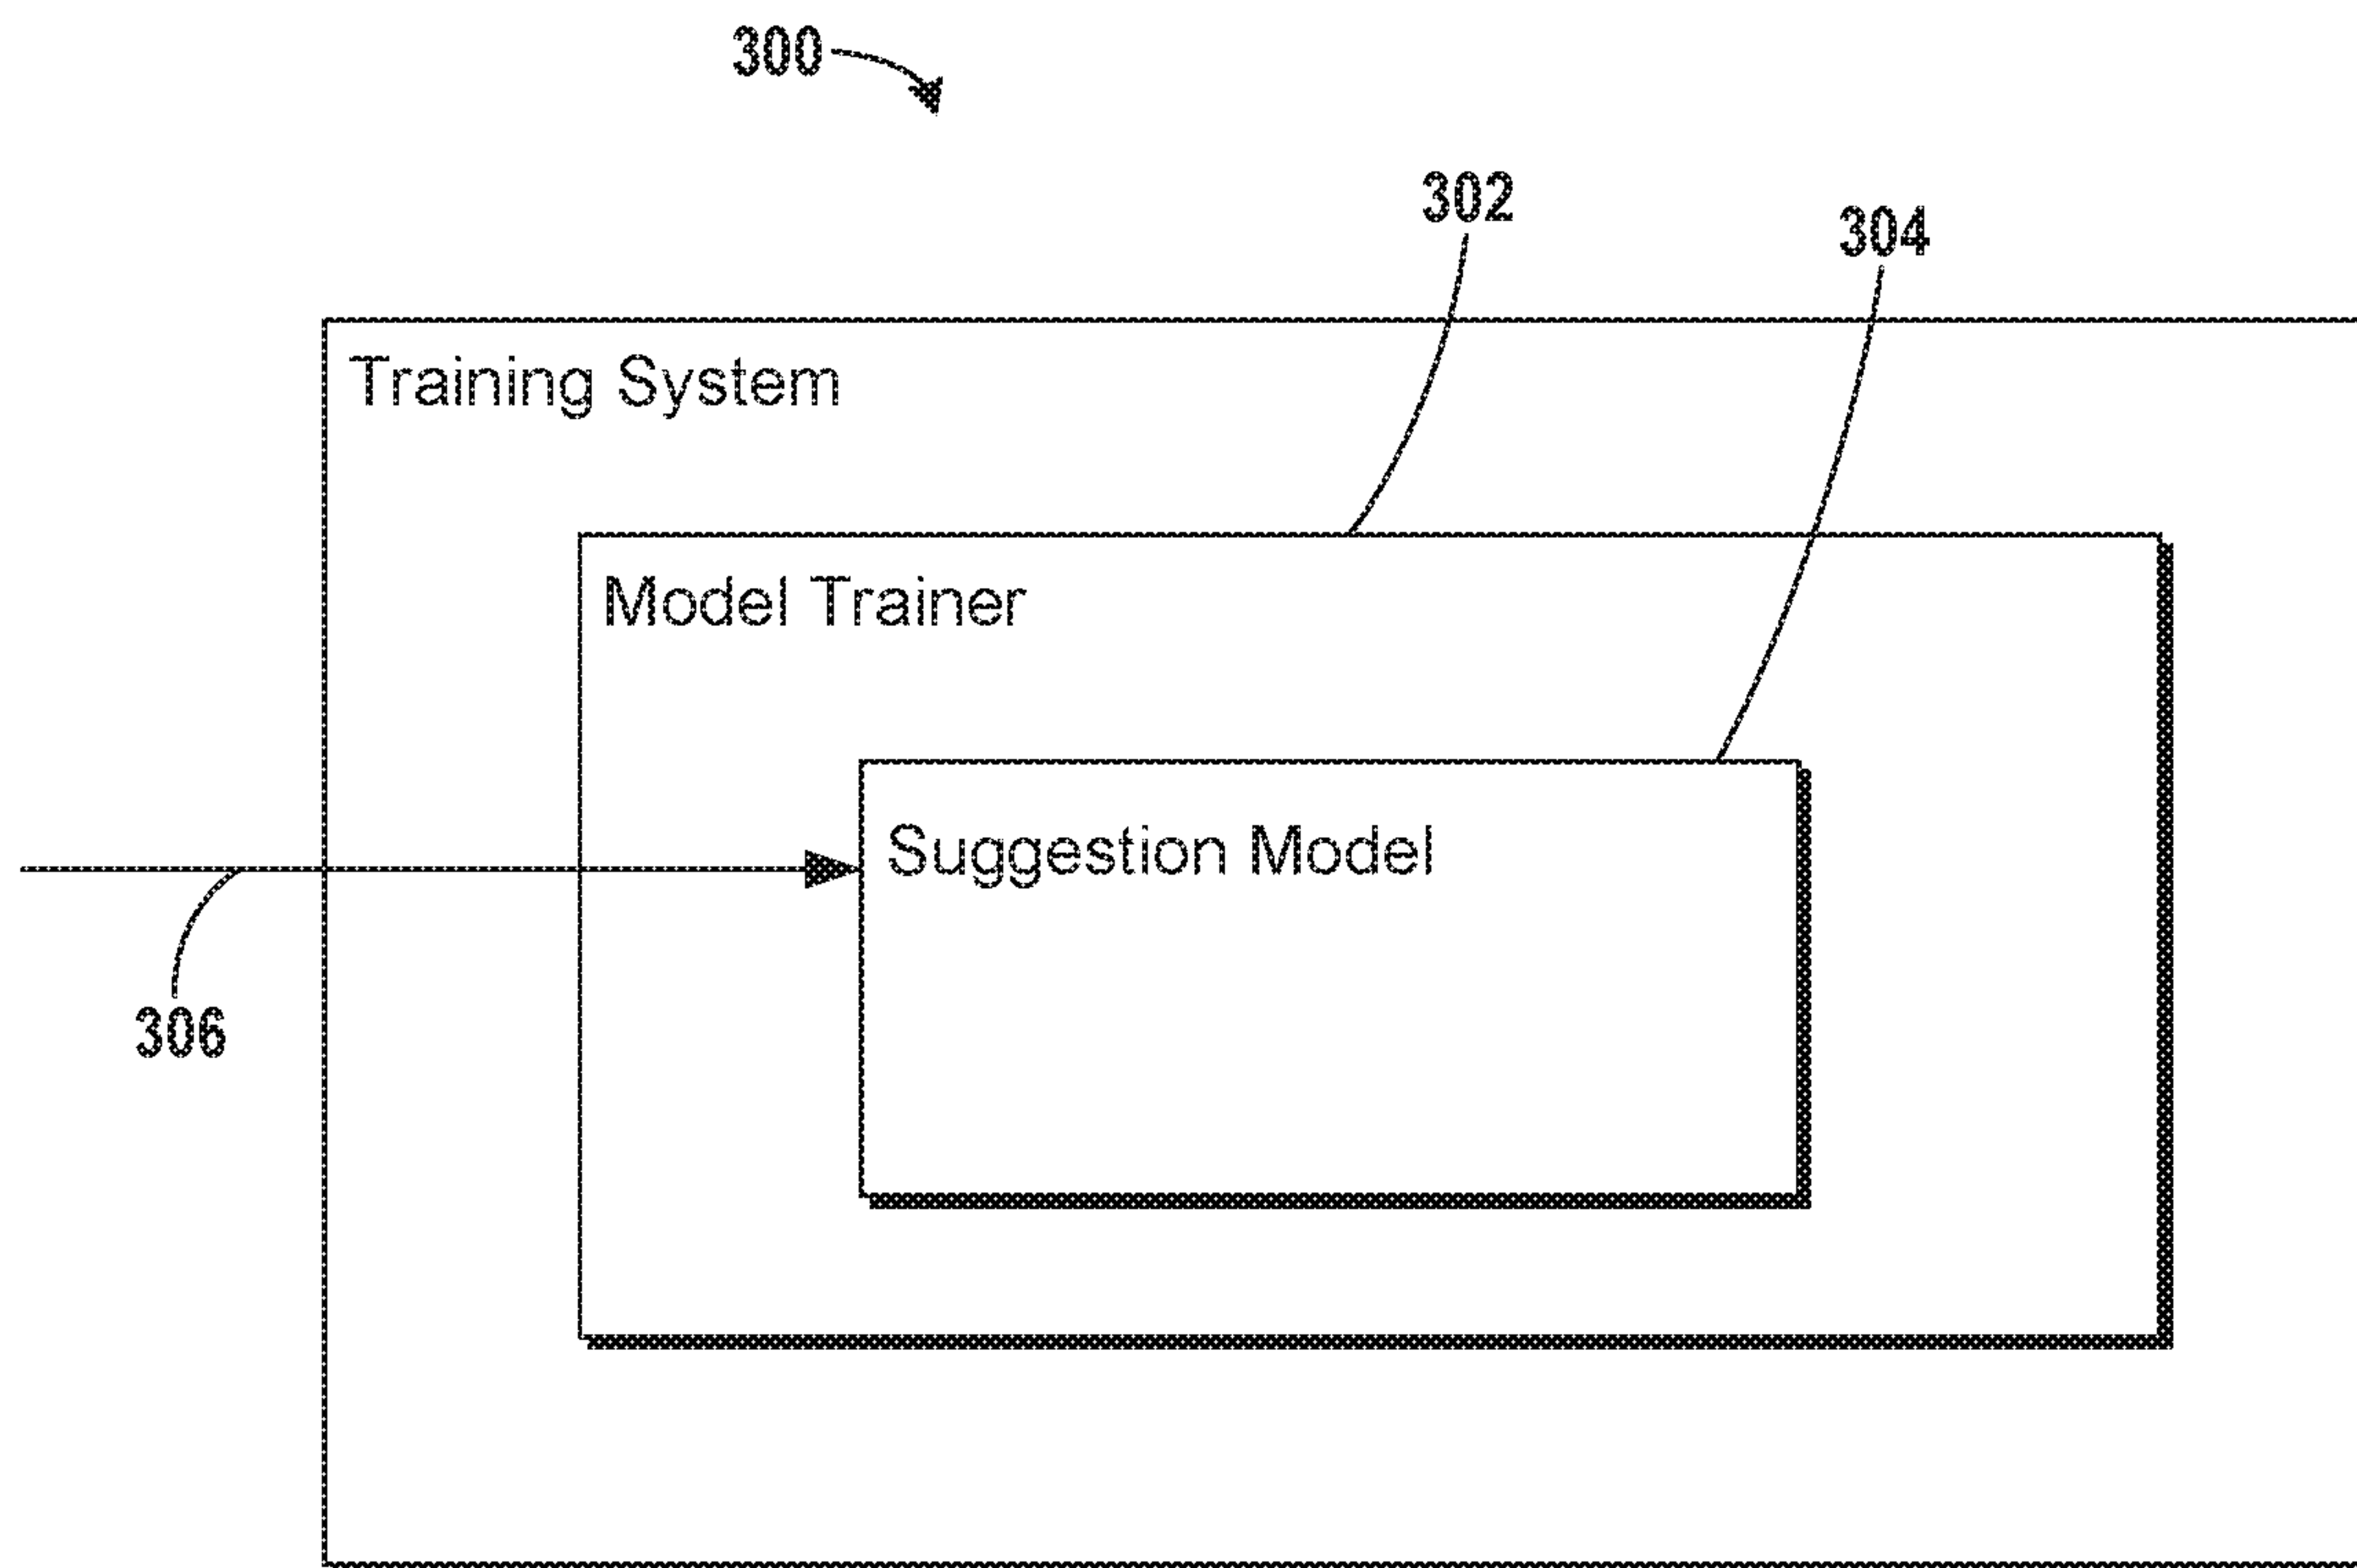 300
302
304
Training System
Model Trainer
Suggestion Model
306